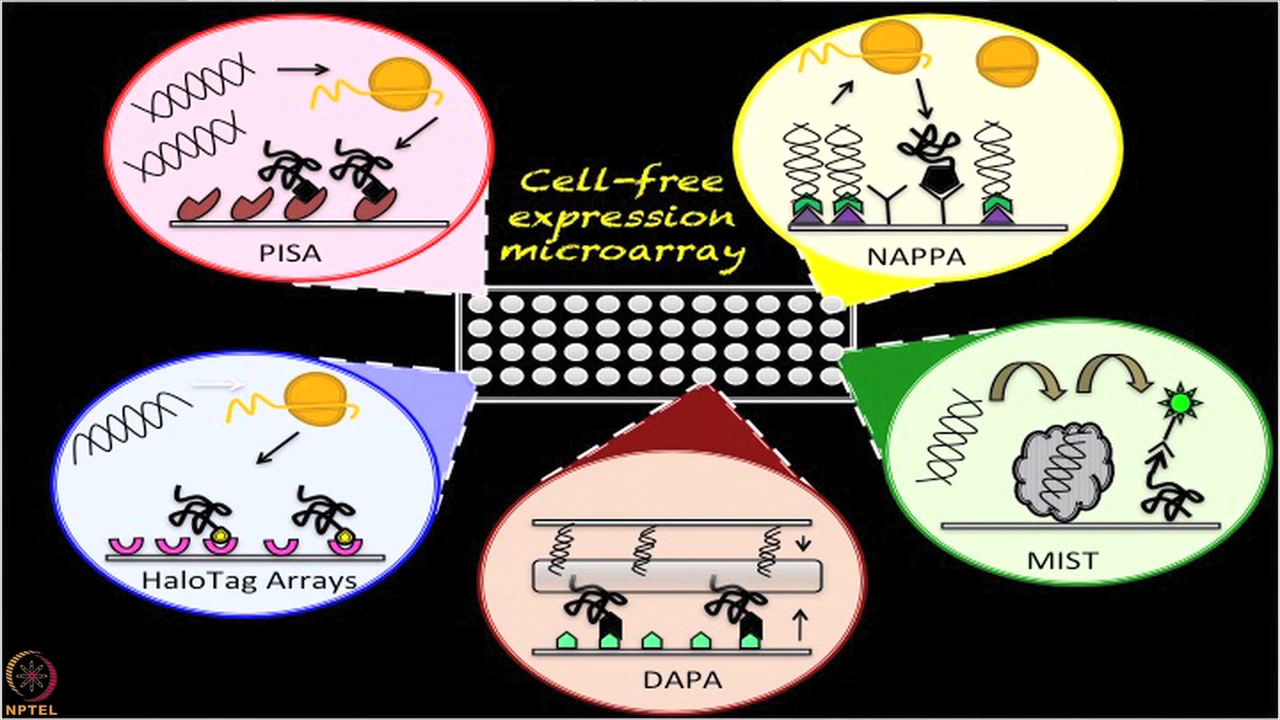 Cell-free
expression
microarray
PISA
NAPPA
HaloTag Arrays
DAPA
MIST
NPTEL